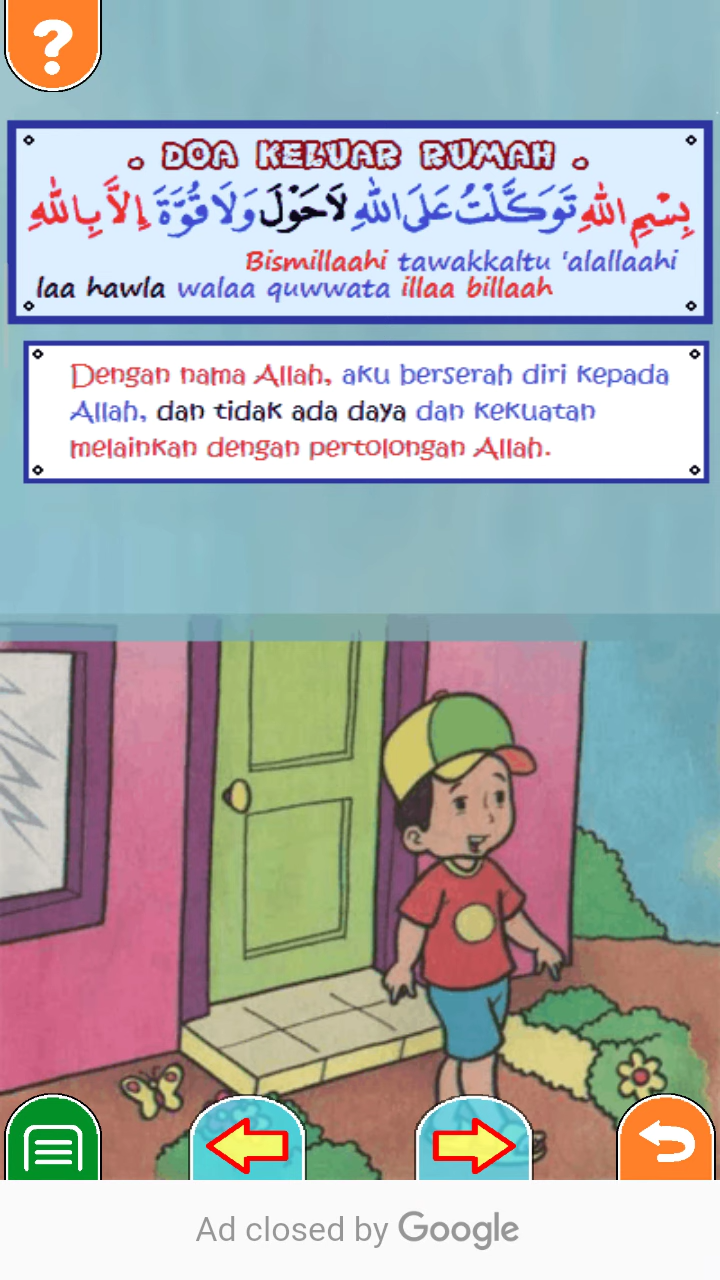 ?
. DOA KELUAR RUMAH .
بِسْمِ اللهِ تَوَكَّلْتُ عَلَى اللهِ لَاحَوْلَ وَلَا قُوَّةَ إِلَّا بِاللهِ
Bismillaahi tawakkaltu 'alallaahi
laa hawla walaa quwwata illaa billaah
Dengan nama Allah, aku berserah diri kepada
Allah, dan tidak ada daya dan kekuatan
melainkan dengan pertolongan Allah.
Ad closed by Google